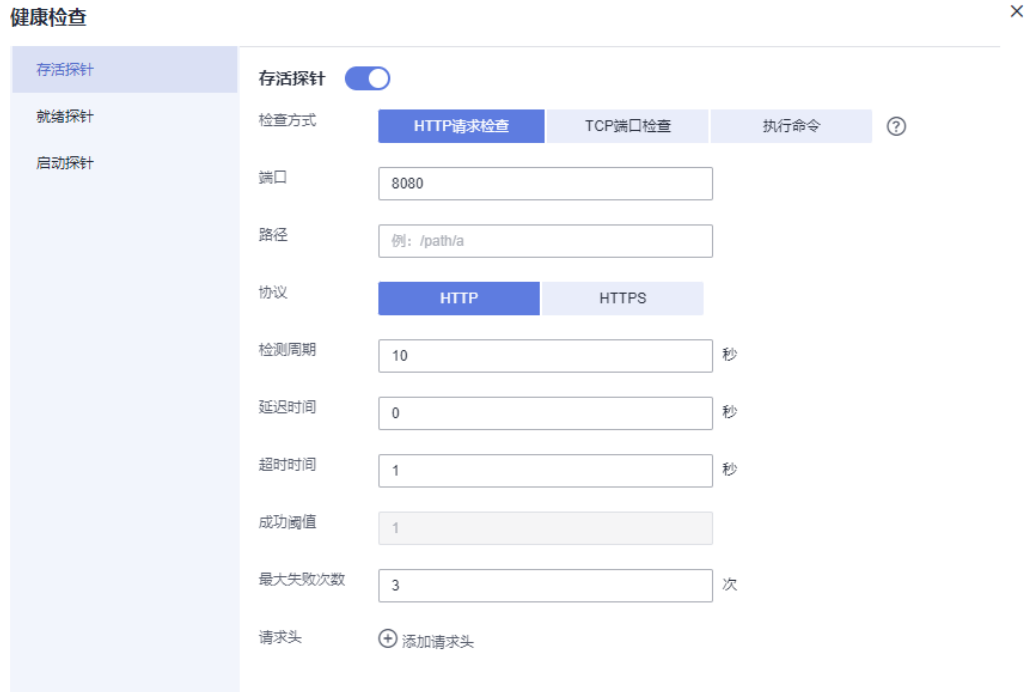 健康检查
存活探针
就绪探针
启动探针
存活探针
检查方式 HTTP请求检查 TCP端口检查 执行命令 ?
端口 8080
路径 例：/path/a
协议 HTTP HTTPS
检测周期 10 秒
延迟时间 0 秒
超时时间 1 秒
成功阈值 1
最大失败次数 3 次
请求头 添加请求头